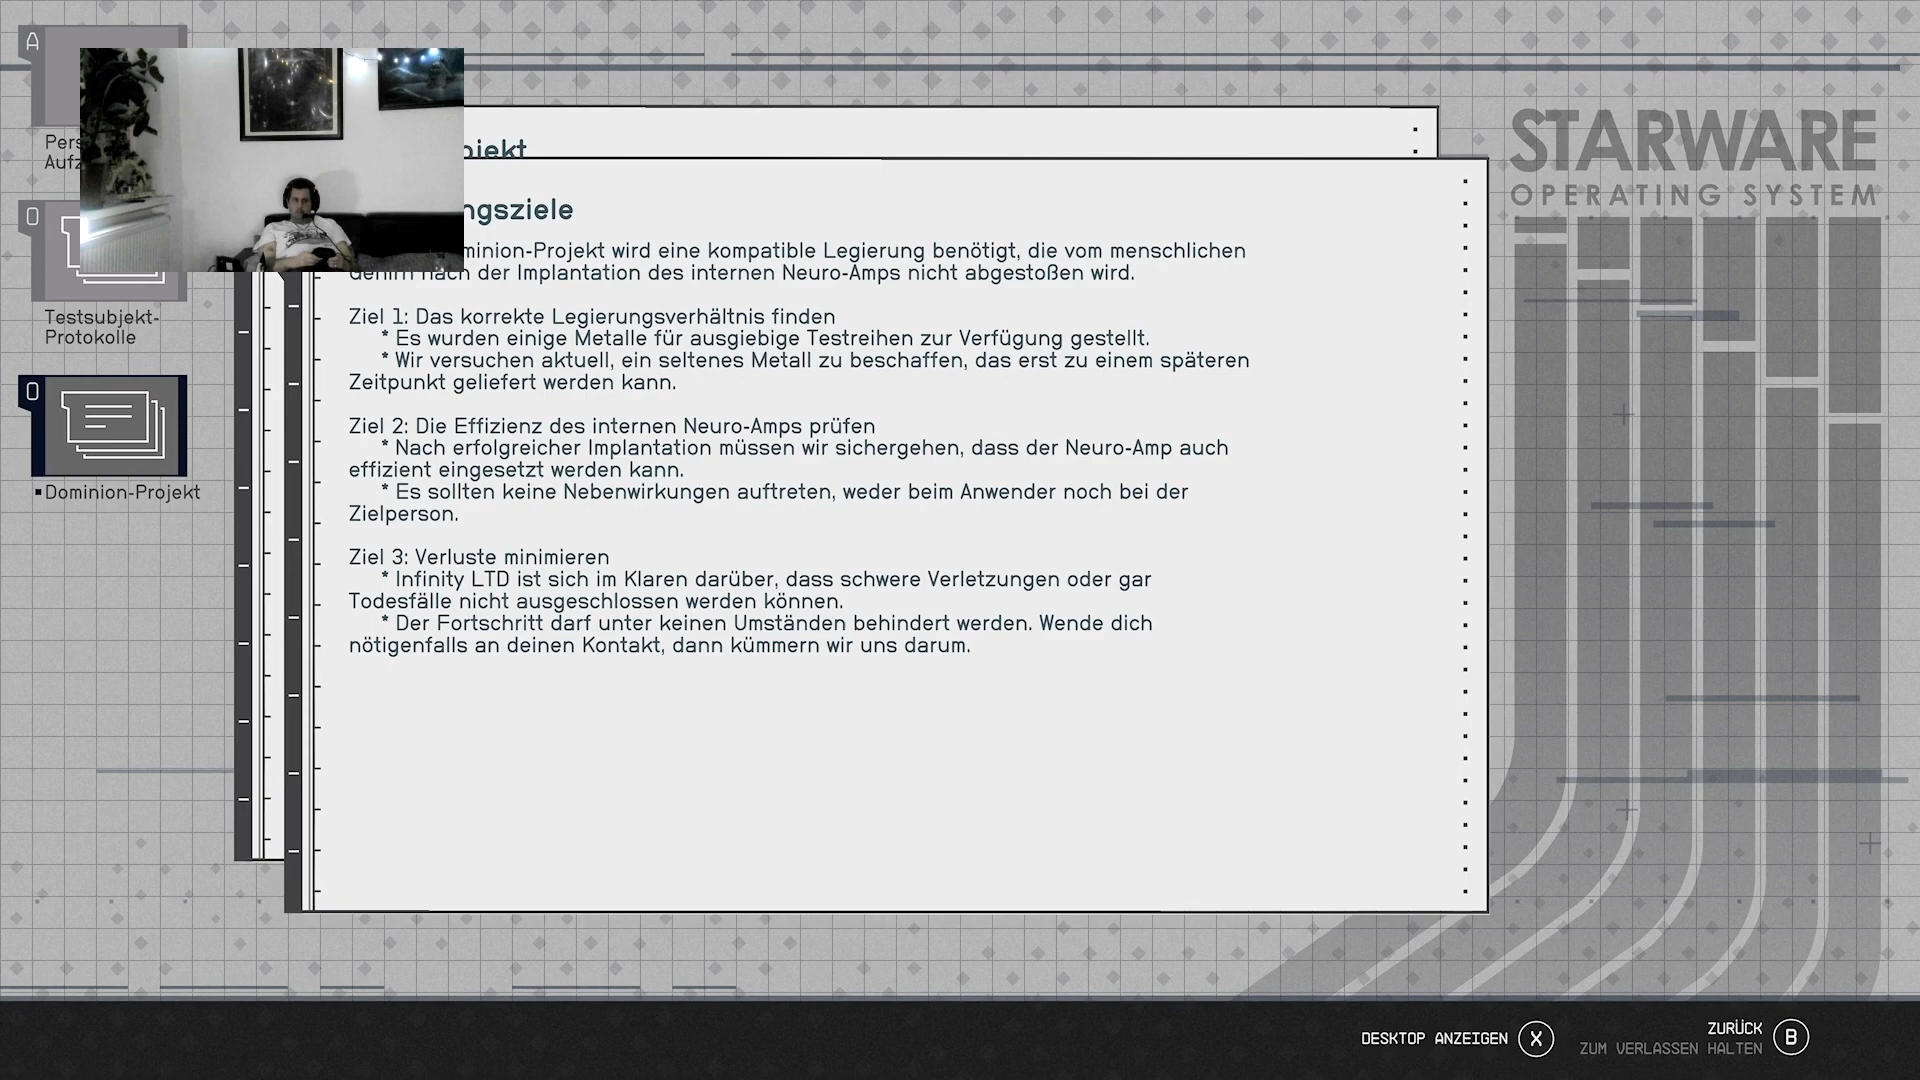 A
Pers
Aufz
O
Testsubjekt-
Protokolle
O
Dominion-Projekt
STARWARE
OPERATING SYSTEM
ojekt
ngsziele
minion-Projekt wird eine kompatible Legierung benötigt, die vom menschlichen
nach der Implantation des internen Neuro-Amps nicht abgestoßen wird.
Ziel 1: Das korrekte Legierungsverhältnis finden
* Es wurden einige Metalle für ausgiebige Testreihen zur Verfügung gestellt.
* Wir versuchen aktuell, ein seltenes Metall zu beschaffen, das erst zu einem späteren
Zeitpunkt geliefert werden kann.
Ziel 2: Die Effizienz des internen Neuro-Amps prüfen
* Nach erfolgreicher Implantation müssen wir sichergehen, dass der Neuro-Amp auch
effizient eingesetzt werden kann.
* Es sollten keine Nebenwirkungen auftreten, weder beim Anwender noch bei der
Zielperson.
Ziel 3: Verluste minimieren
* Infinity LTD ist sich im Klaren darüber, dass schwere Verletzungen oder gar
Todesfälle nicht ausgeschlossen werden können.
* Der Fortschritt darf unter keinen Umständen behindert werden. Wende dich
nötigenfalls an deinen Kontakt, dann kümmern wir uns darum.
DESKTOP ANZEIGEN X
ZURÜCK B
ZUM VERLASSEN HALTEN